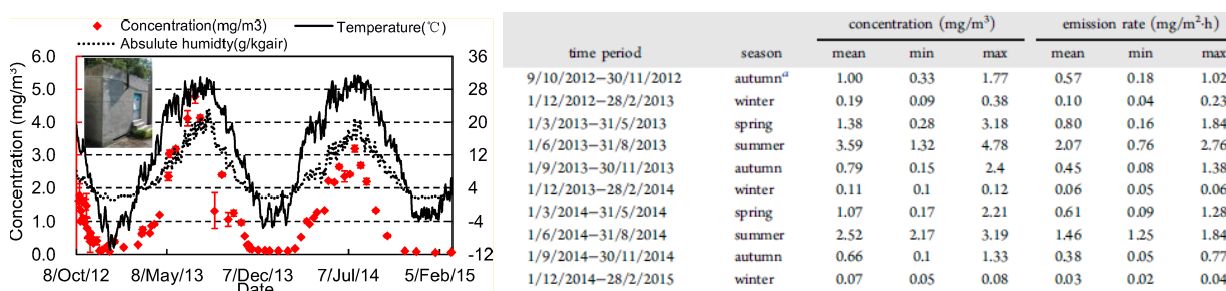 Concentration(mg/m3) Temperature(℃)
Absolute humidty(g/kgair)
Concentration (mg/m³)
6.0
5.0
4.0
3.0
2.0
1.0
0.0
36
28
20
12
4
-4
-12
8/Oct/12 8/May/13 7/Dec/13 7/Jul/14 5/Feb/15
Date
concentration (mg/m³) emission rate (mg/m²·h)
time period season mean min max mean min max
9/10/2012−30/11/2012 autumnᵃ 1.00 0.33 1.77 0.57 0.18 1.02
1/12/2012−28/2/2013 winter 0.19 0.09 0.38 0.10 0.04 0.23
1/3/2013−31/5/2013 spring 1.38 0.28 3.18 0.80 0.16 1.84
1/6/2013−31/8/2013 summer 3.59 1.32 4.78 2.07 0.76 2.76
1/9/2013−30/11/2013 autumn 0.79 0.15 2.4 0.45 0.08 1.38
1/12/2013−28/2/2014 winter 0.11 0.1 0.12 0.06 0.05 0.06
1/3/2014−31/5/2014 spring 1.07 0.17 2.21 0.61 0.09 1.28
1/6/2014−31/8/2014 summer 2.52 2.17 3.19 1.46 1.25 1.84
1/9/2014−30/11/2014 autumn 0.66 0.1 1.33 0.38 0.05 0.77
1/12/2014−28/2/2015 winter 0.07 0.05 0.08 0.03 0.02 0.04